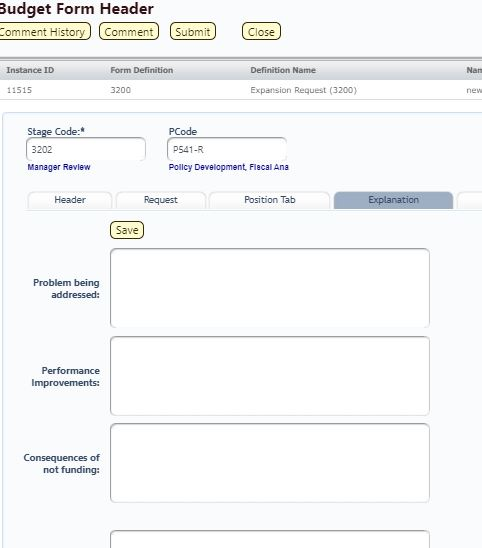 Budget Form Header
Comment History Comment Submit Close
Instance ID Form Definition Definition Name Nam
11515 3200 Expansion Request (3200) new
Stage Code:* PCode
3202 P541-R
Manager Review Policy Development, Fiscal Ana
Header Request Position Tab Explanation
Save
Problem being
addressed:
Performance
Improvements:
Consequences of
not funding: